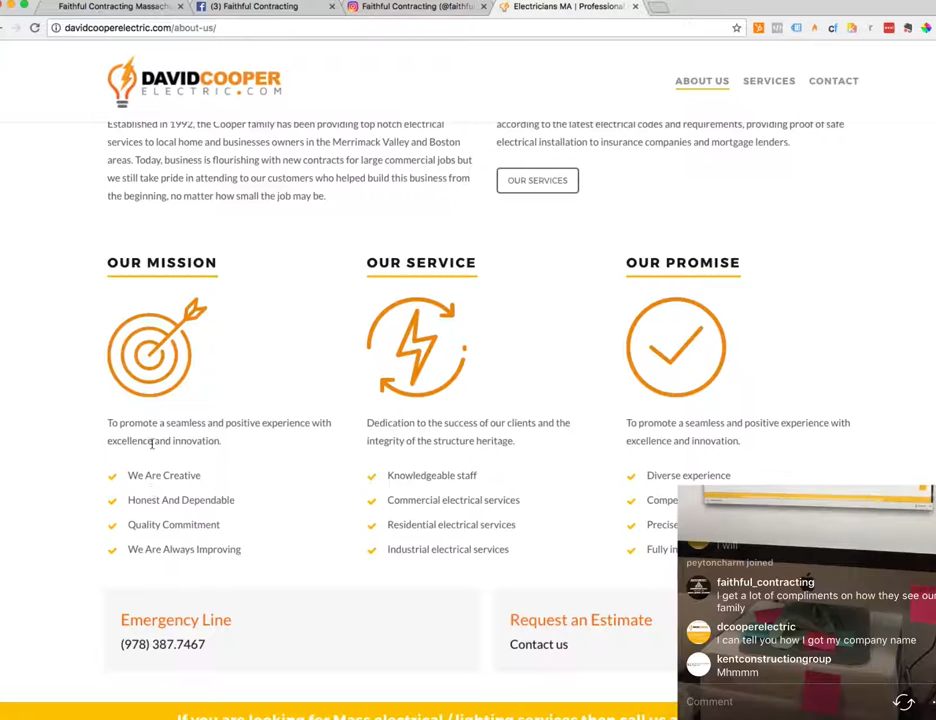 Faithful Contracting Massach
(3) Faithful Contracting
Faithful Contracting (@faithfu
Electricians MA | Professional
davidcooperelectric.com/about-us/
DAVIDCOOPER
ELECTRIC.COM
ABOUT US
SERVICES
CONTACT
Established in 1992, the Cooper family has been providing top notch electrical
services to local home and businesses owners in the Merrimack Valley and Boston
areas. Today, business is flourishing with new contracts for large commercial jobs but
we still take pride in attending to our customers who helped build this business from
the beginning, no matter how small the job may be.
according to the latest electrical codes and requirements, providing proof of safe
electrical installation to insurance companies and mortgage lenders.
OUR SERVICES
OUR MISSION
To promote a seamless and positive experience with
excellence and innovation.
We Are Creative
Honest And Dependable
Quality Commitment
We Are Always Improving
OUR SERVICE
Dedication to the success of our clients and the
integrity of the structure heritage.
Knowledgeable staff
Commercial electrical services
Residential electrical services
Industrial electrical services
OUR PROMISE
To promote a seamless and positive experience with
excellence and innovation.
Diverse experience
Compe
Precise
Fully in
Emergency Line
(978) 387.7467
Request an Estimate
Contact us
If you are looking for Mass electrical / lighting services then call us a
I will
peytoncharm joined
faithful_contracting
I get a lot of compliments on how they see our
family
dcooperelectric
I can tell you how I got my company name
kentconstructiongroup
Mhmmm
Comment